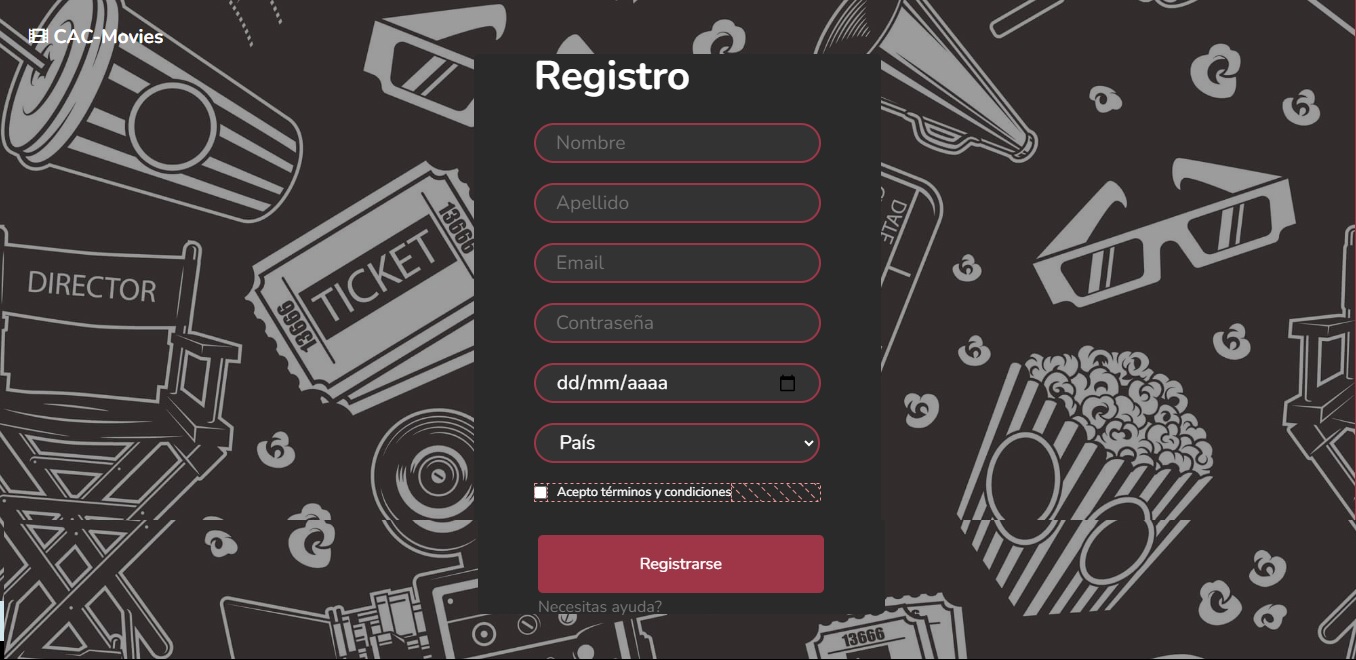 CAC-Movies
Registro
Nombre
Apellido
Email
Contraseña
dd/mm/aaaa
País
Acepto términos y condiciones
Registrarse
Necesitas ayuda?
DIRECTOR
TICKET
13666
13666
DATE
13666